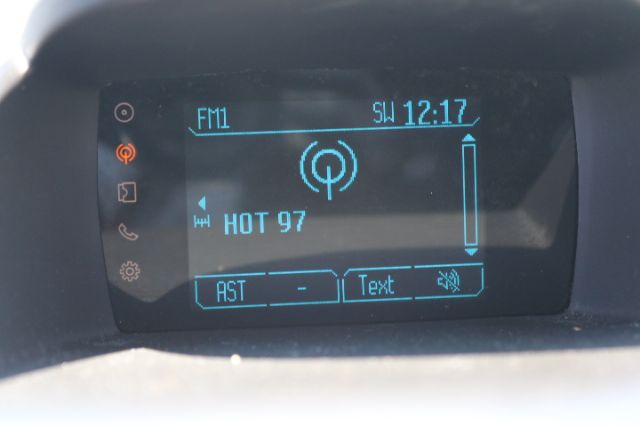 FM1 SW 12:17
HOT 97
AST - Text